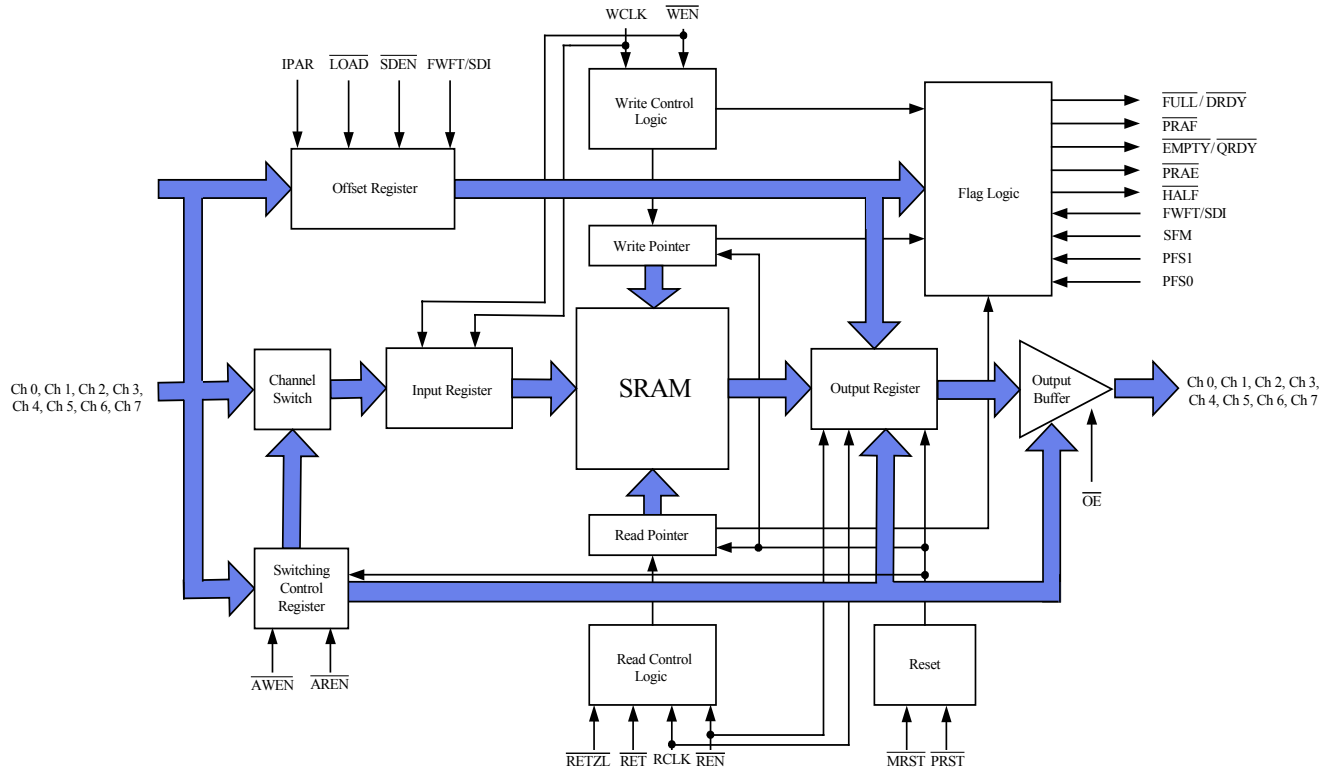 WCLK WEN
IPAR LOAD SDEN FWFT/SDI
Write Control
Logic
FULL/DRDY
PRAF
EMPTY/QRDY
PRAE
HALF
FWFT/SDI
SFM
PFS1
PFS0
Offset Register
Flag Logic
Write Pointer
Ch 0, Ch 1, Ch 2, Ch 3,
Ch 4, Ch 5, Ch 6, Ch 7
Channel
Switch
Input Register
SRAM
Output Register
Output
Buffer
Ch 0, Ch 1, Ch 2, Ch 3,
Ch 4, Ch 5, Ch 6, Ch 7
OE
Read Pointer
Switching
Control
Register
Read Control
Logic
Reset
AWEN AREN
RETZL RET RCLK REN
MRST PRST